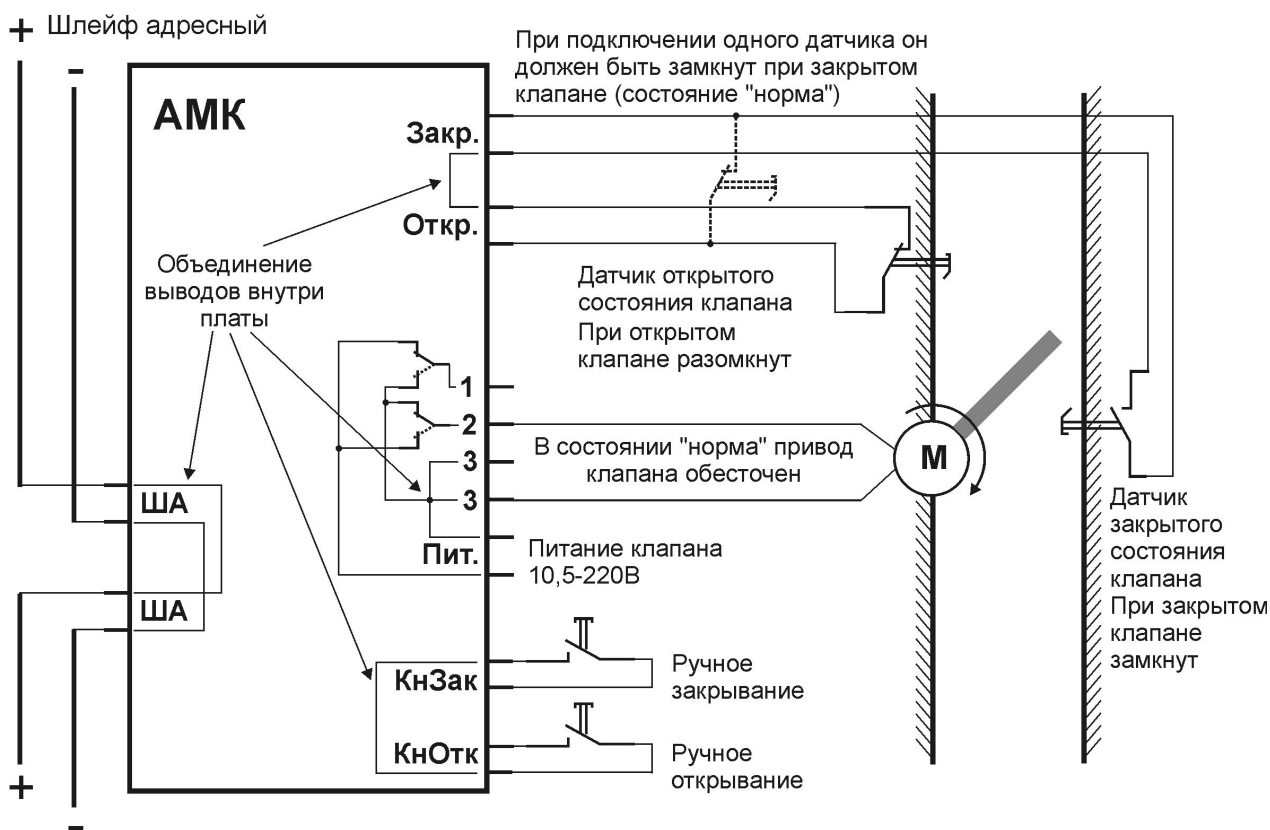 + Шлейф адресный
-
АМК
При подключении одного датчика он
должен быть замкнут при закрытом
клапане (состояние "норма")
Закр.
Откр.
Объединение
выводов внутри
платы
Датчик открытого
состояния клапана
При открытом
клапане разомкнут
1
2
3
3
В состоянии "норма" привод
клапана обесточен
М
ША
ША
Пит.
Питание клапана
10,5-220В
Датчик
закрытого
состояния
клапана
При закрытом
клапане
замкнут
КнЗак
Ручное
закрывание
КнОтк
Ручное
открывание
+
-